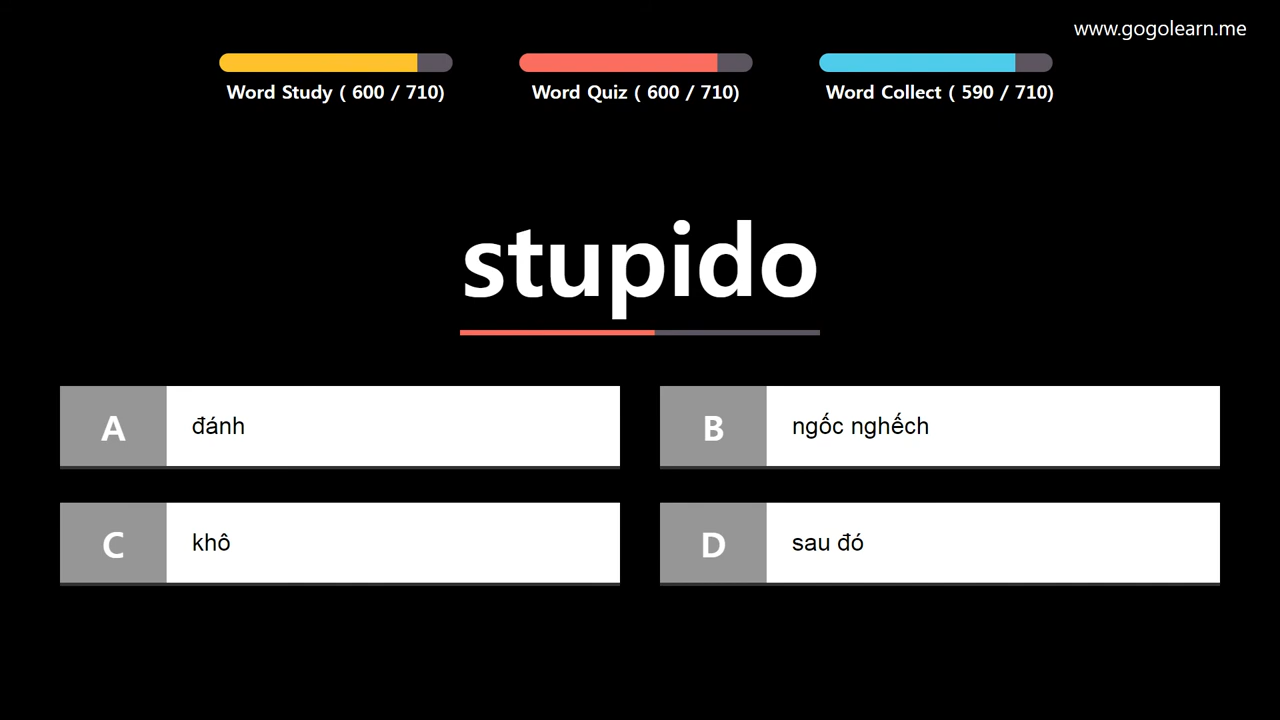 www.gogolearn.me
Word Study ( 600 / 710)
Word Quiz ( 600 / 710)
Word Collect ( 590 / 710)
stupido
A đánh
B ngốc nghếch
C khô
D sau đó